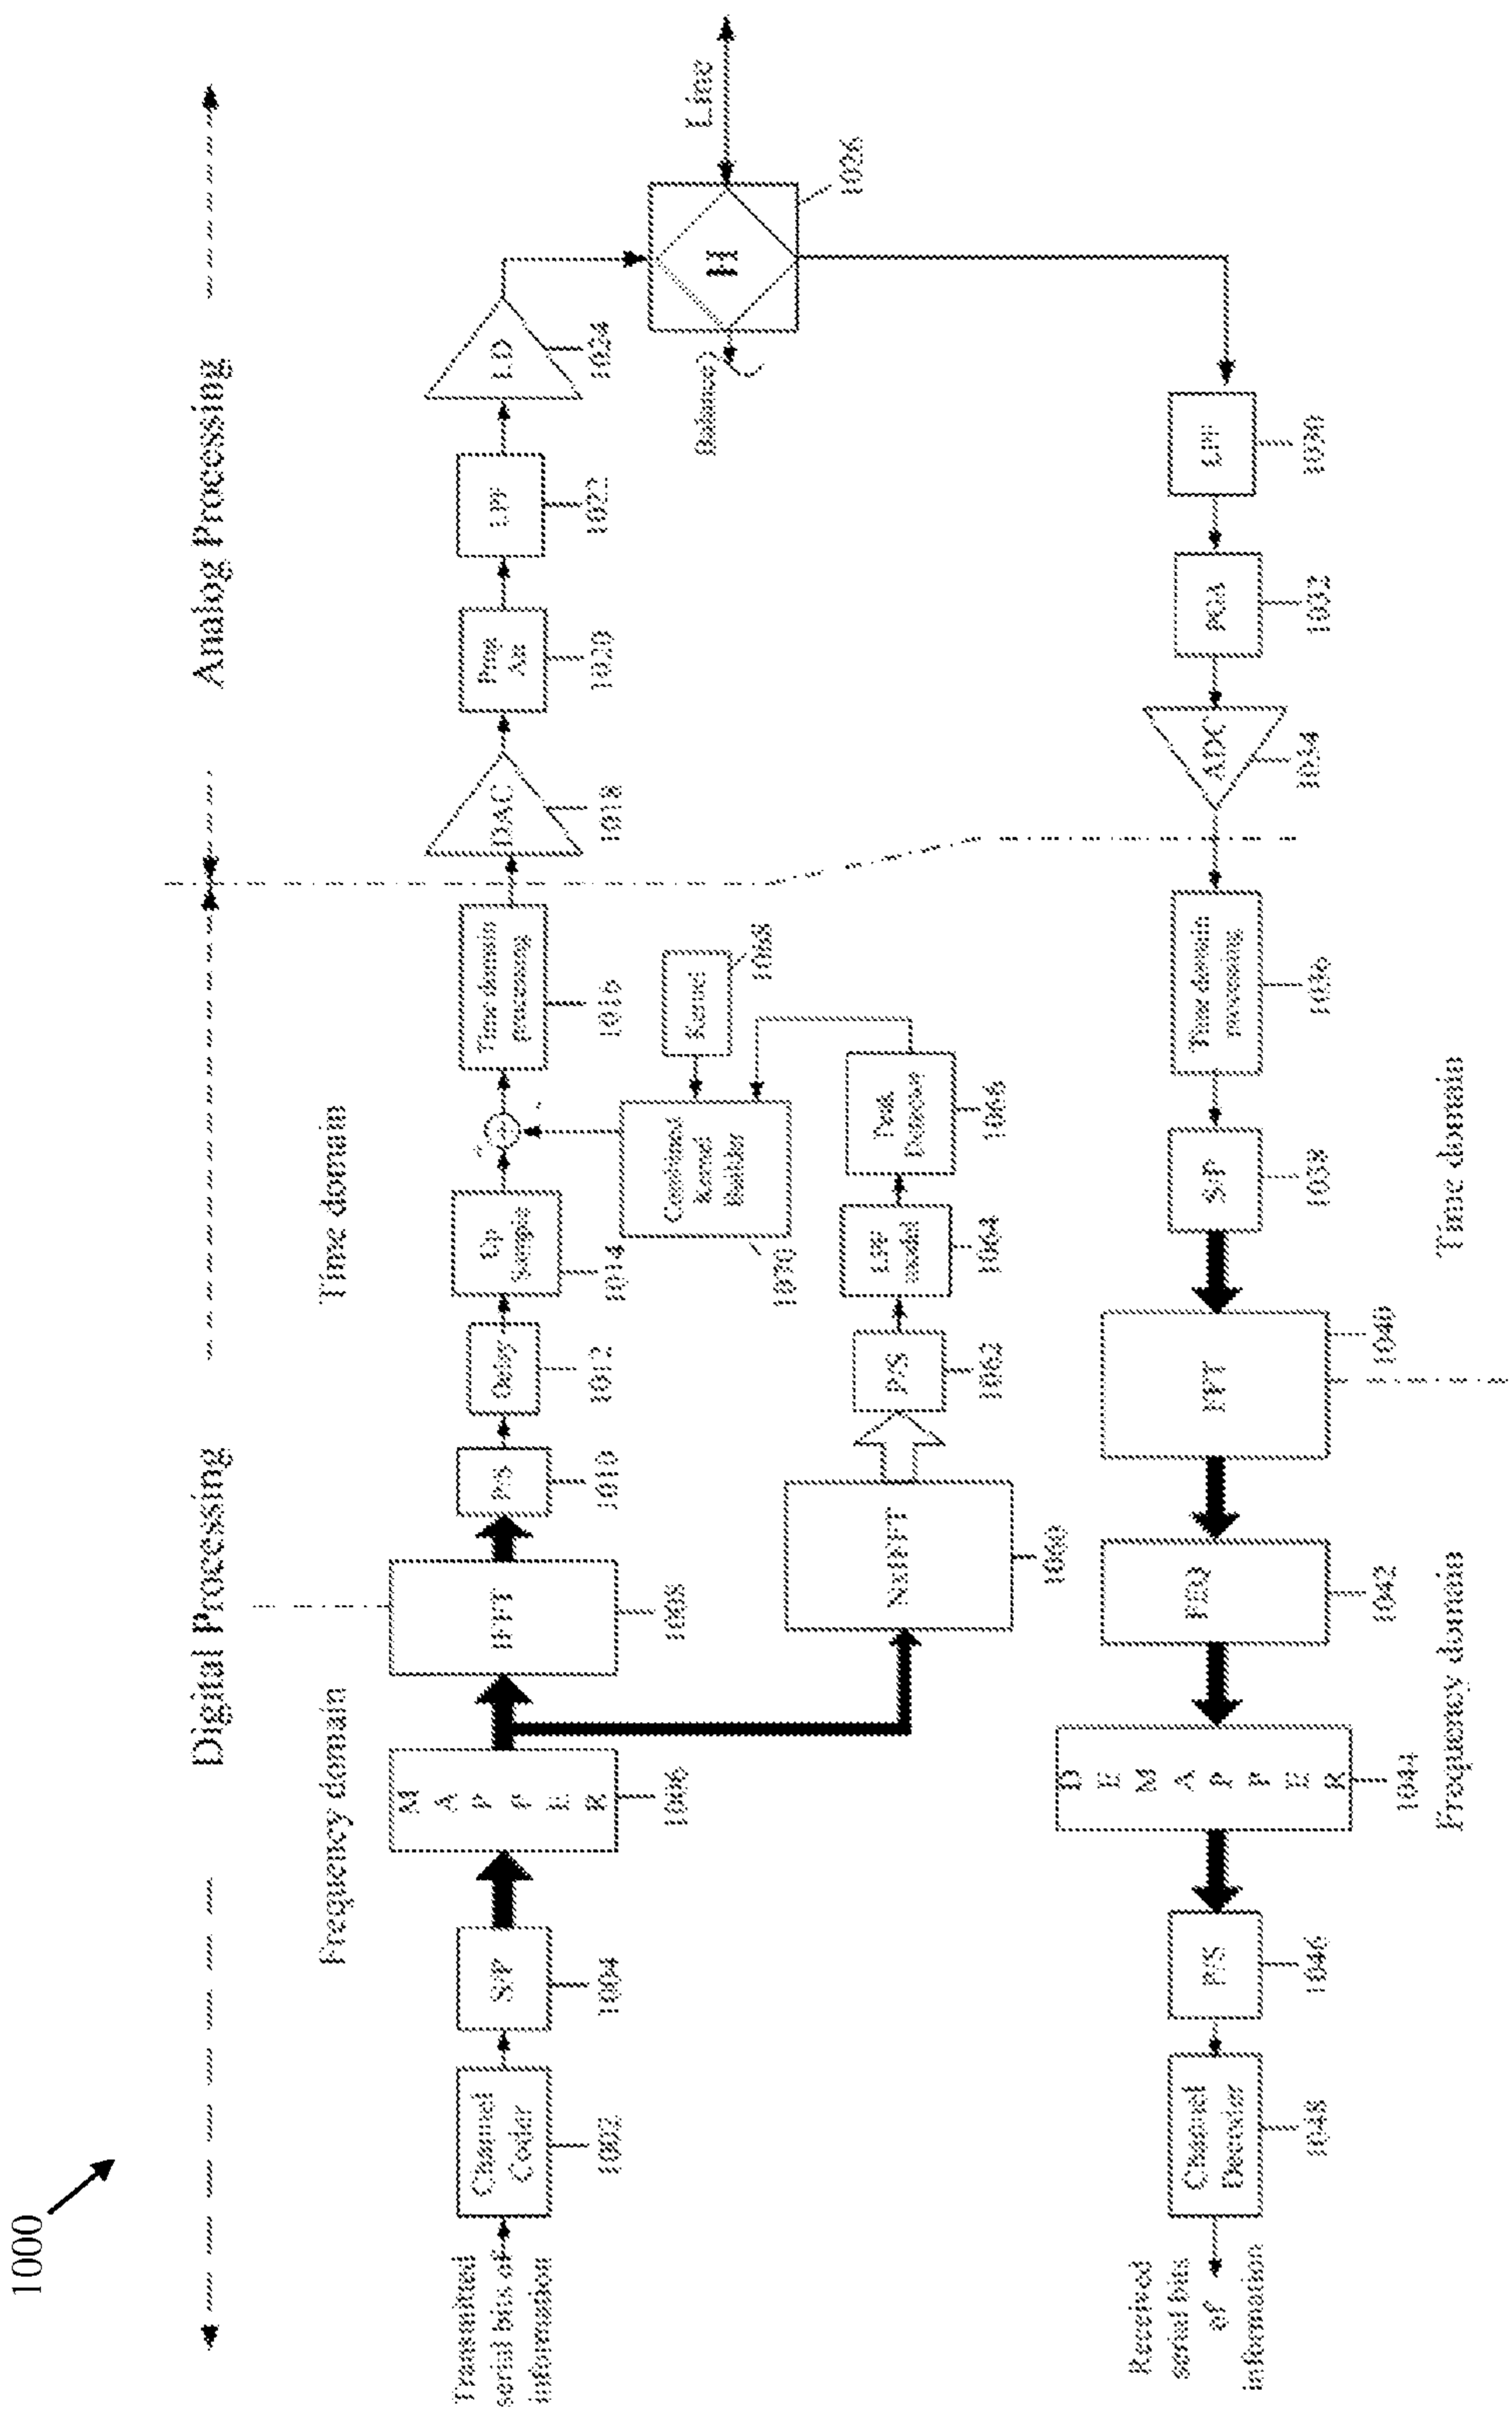 1000
Digital Processing
Analog Processing
Frequency domain
Time domain
Transmitted
serial bits of
information
Channel
Coder
1002
S/P
1004
MAPPER
1006
IFFT
1008
P/S
1010
Delay
1012
Up
Sample
1014
+
-
Time domain
processing
1016
DAC
1018
Prog
1020
LPF
1022
LD
1024
H
1026
Line
Balance
NxIFFT
1060
P/S
1062
LPF
model
1064
Peak
Detector
1066
Kernel
1068
Combined
Kernel
Builder
1070
LPF
1030
PGA
1032
ADC
1034
Time domain
processing
1036
S/P
1038
FFT
1040
FEQ
1042
DEMAPPER
1044
P/S
1046
Channel
Decoder
1048
Received
serial bits
of
information
Frequency domain
Time domain